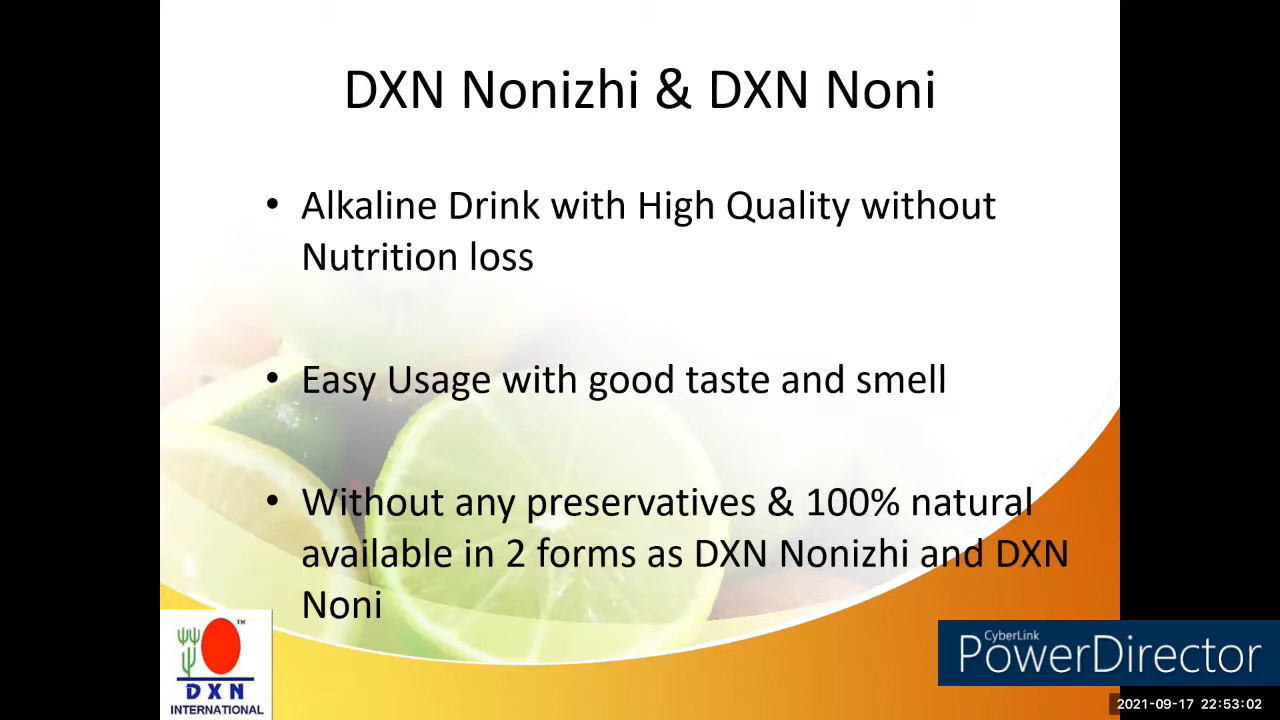 DXN Nonizhi & DXN Noni
• Alkaline Drink with High Quality without
Nutrition loss
• Easy Usage with good taste and smell
• Without any preservatives & 100% natural
available in 2 forms as DXN Nonizhi and DXN
Noni
TM
DXN
INTERNATIONAL
CyberLink
PowerDirector
2021-09-17 22:53:02